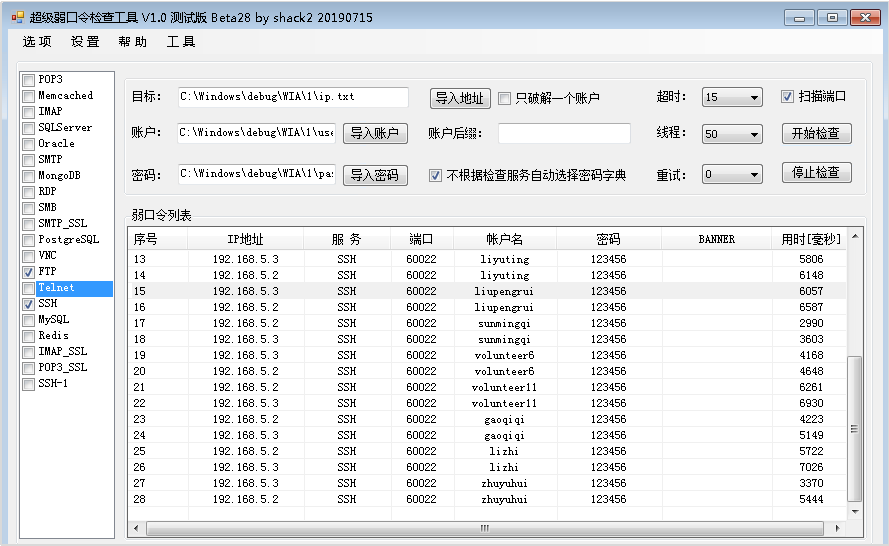 超级弱口令检查工具 V1.0 测试版 Beta28 by shack2 20190715
选项 设置 帮助 工具
POP3
Memcached
IMAP
SQLServer
Oracle
SMTP
MongoDB
RDP
SMB
SMTP_SSL
PostgreSQL
VNC
FTP
Telnet
SSH
MySQL
Redis
IMAP_SSL
POP3_SSL
SSH-1
目标: C:\Windows\debug\WIA\1\ip.txt 导入地址 只破解一个账户 超时: 15 扫描端口
账户: C:\Windows\debug\WIA\1\use 导入账户 账户后缀: 线程: 50 开始检查
密码: C:\Windows\debug\WIA\1\pas 导入密码 不根据检查服务自动选择密码字典 重试: 0 停止检查
弱口令列表
序号 IP地址 服务 端口 帐户名 密码 BANNER 用时[毫秒]
13 192.168.5.3 SSH 60022 liyuting 123456 5806
14 192.168.5.2 SSH 60022 liyuting 123456 6148
15 192.168.5.3 SSH 60022 liupengrui 123456 6057
16 192.168.5.2 SSH 60022 liupengrui 123456 6587
17 192.168.5.2 SSH 60022 sunmingqi 123456 2990
18 192.168.5.3 SSH 60022 sunmingqi 123456 3603
19 192.168.5.3 SSH 60022 volunteer6 123456 4168
20 192.168.5.2 SSH 60022 volunteer6 123456 4648
21 192.168.5.2 SSH 60022 volunteer11 123456 6261
22 192.168.5.3 SSH 60022 volunteer11 123456 6930
23 192.168.5.2 SSH 60022 gaoqiqi 123456 4223
24 192.168.5.3 SSH 60022 gaoqiqi 123456 5149
25 192.168.5.2 SSH 60022 lizhi 123456 5722
26 192.168.5.3 SSH 60022 lizhi 123456 7026
27 192.168.5.3 SSH 60022 zhuyuhui 123456 3370
28 192.168.5.2 SSH 60022 zhuyuhui 123456 5444